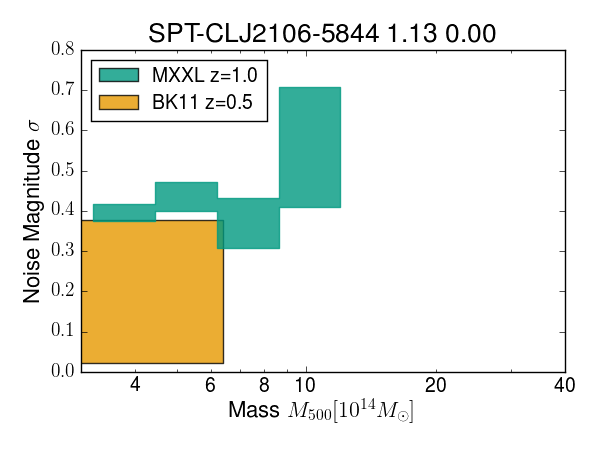 SPT-CLJ2106-5844 1.13 0.00
MXXL z=1.0
BK11 z=0.5
Noise Magnitude σ
0.8
0.7
0.6
0.5
0.4
0.3
0.2
0.1
0.0
4 6 8 10 20 40
Mass M₅₀₀[10¹⁴M☉]